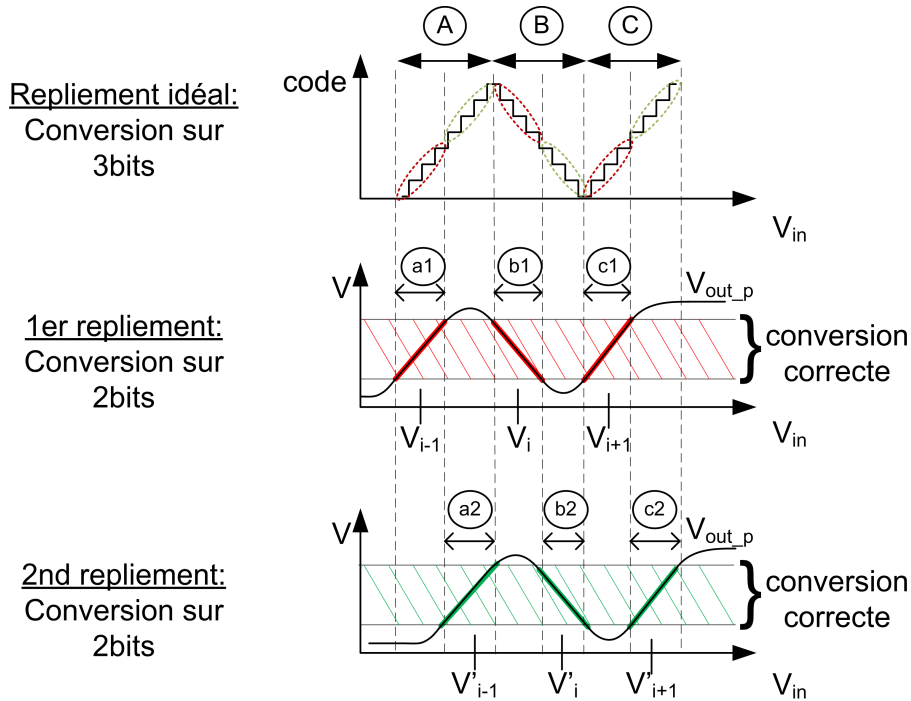 A B C
code
Repliement idéal:
Conversion sur
3bits
Vin
a1 b1 c1
V
Vout_p
1er repliement:
Conversion sur
2bits
conversion
correcte
Vi-1 Vi Vi+1
Vin
a2 b2 c2
V
Vout_p
2nd repliement:
Conversion sur
2bits
conversion
correcte
V'i-1 V'i V'i+1
Vin